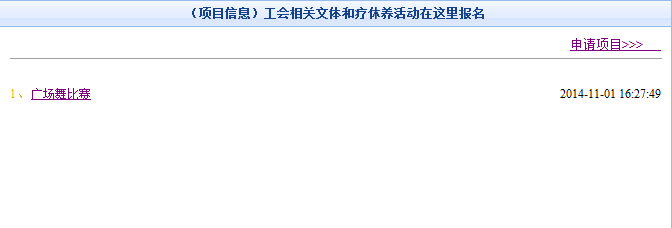 （项目信息）工会相关文体和疗休养活动在这里报名
申请项目>>>
1、广场舞比赛 2014-11-01 16:27:49